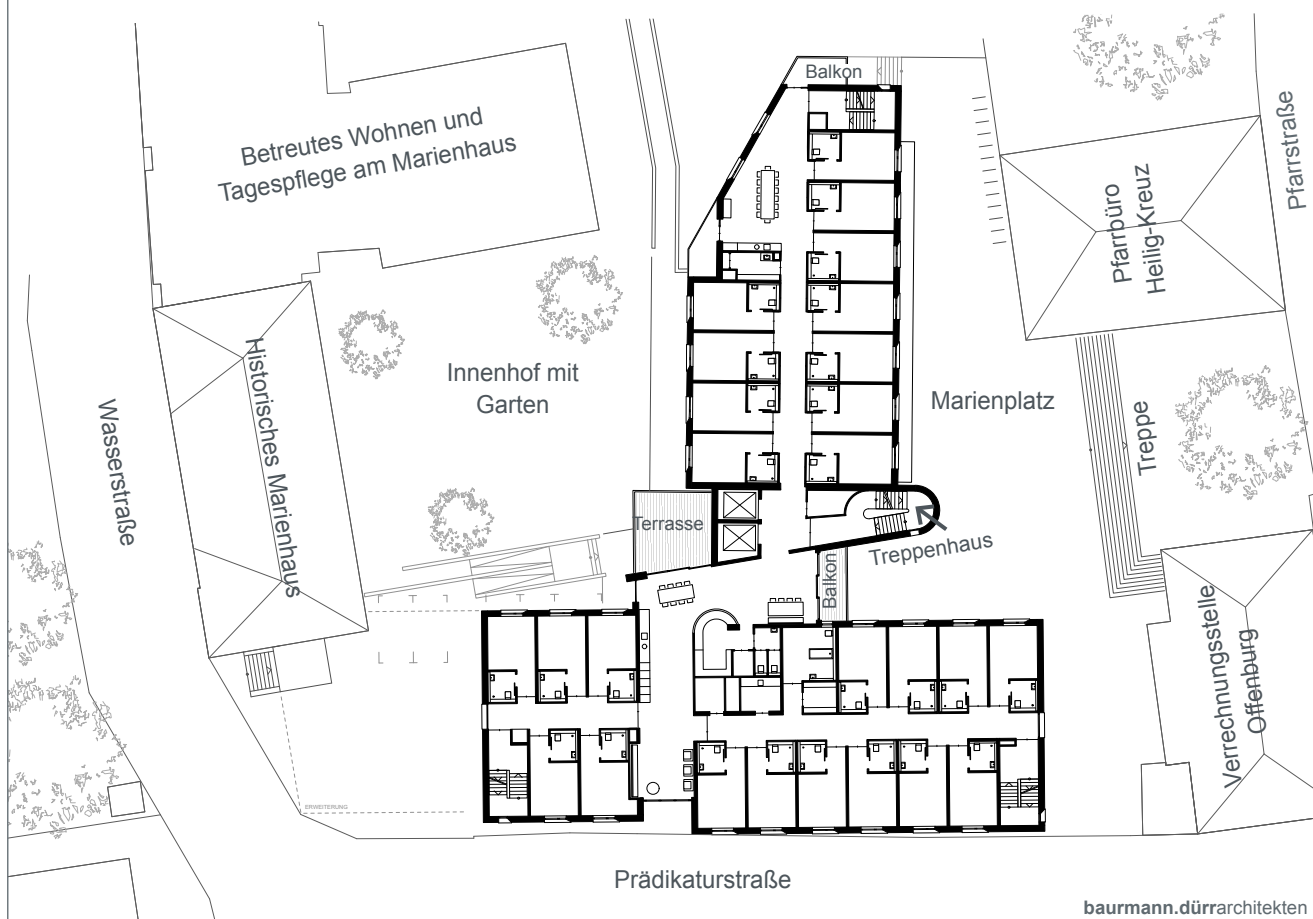 Balkon
Betreutes Wohnen und
Tagespflege am Marienhaus
Pfarrstraße
Pfarrbüro
Heilig-Kreuz
Historisches Marienhaus
Innenhof mit
Garten
Marienplatz
Wasserstraße
Treppe
Terrasse
Treppenhaus
Balkon
Verrechnungsstelle
Offenburg
ERWEITERUNG
Prädikaturstraße
baumann.dürrarchitekten